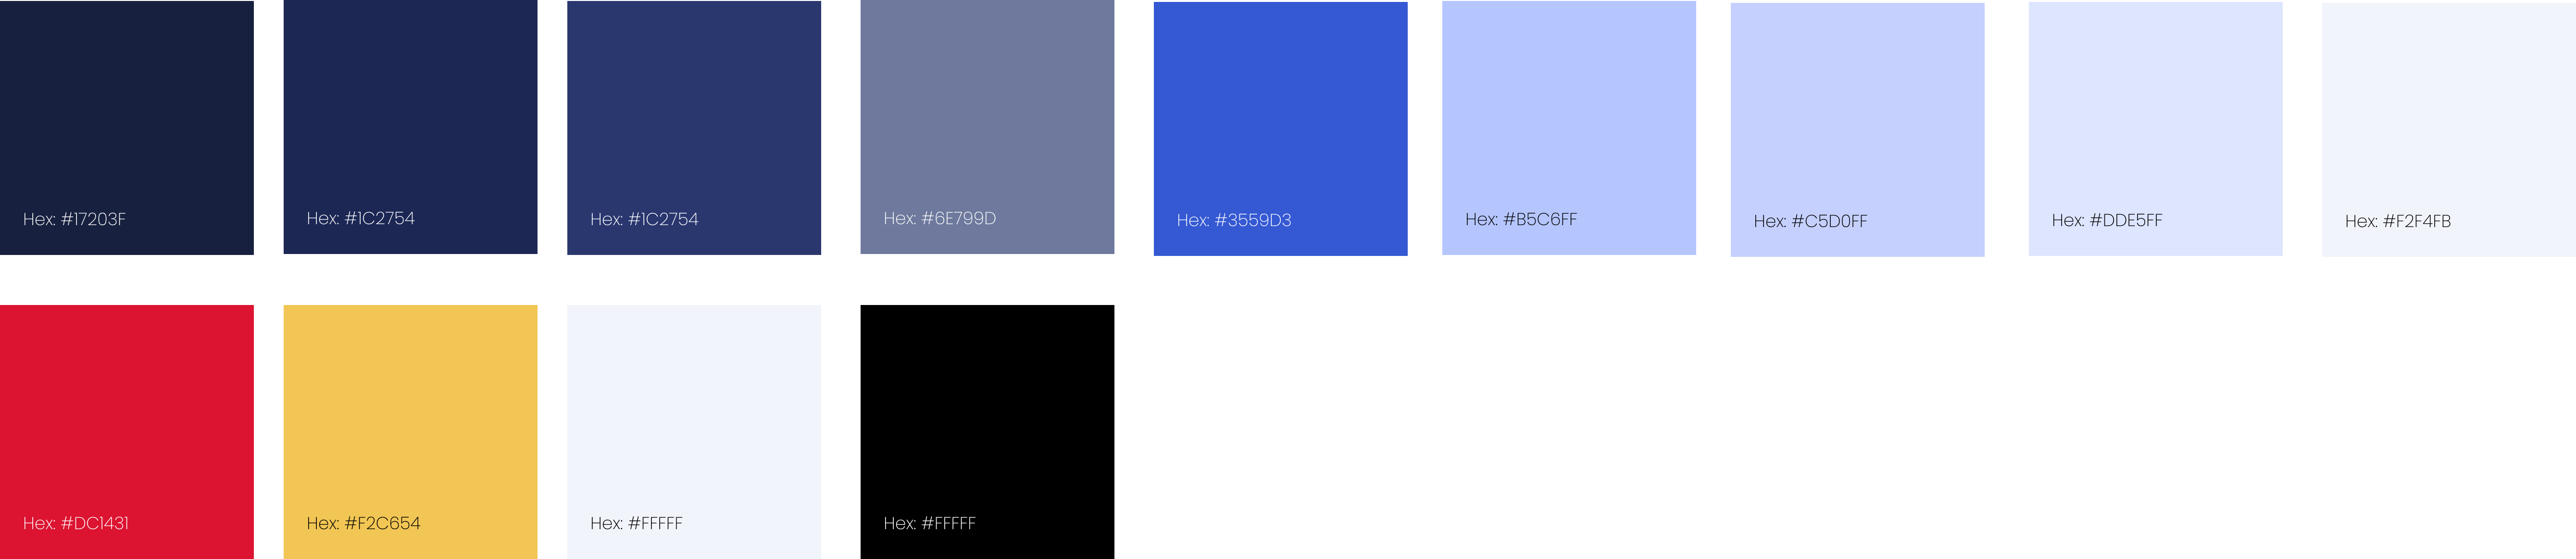 Hex: #17203F
Hex: #1C2754
Hex: #1C2754
Hex: #6E799D
Hex: #3559D3
Hex: #B5C6FF
Hex: #C5D0FF
Hex: #DDE5FF
Hex: #F2F4FB
Hex: #DC1431
Hex: #F2C654
Hex: #FFFFF
Hex: #FFFFF